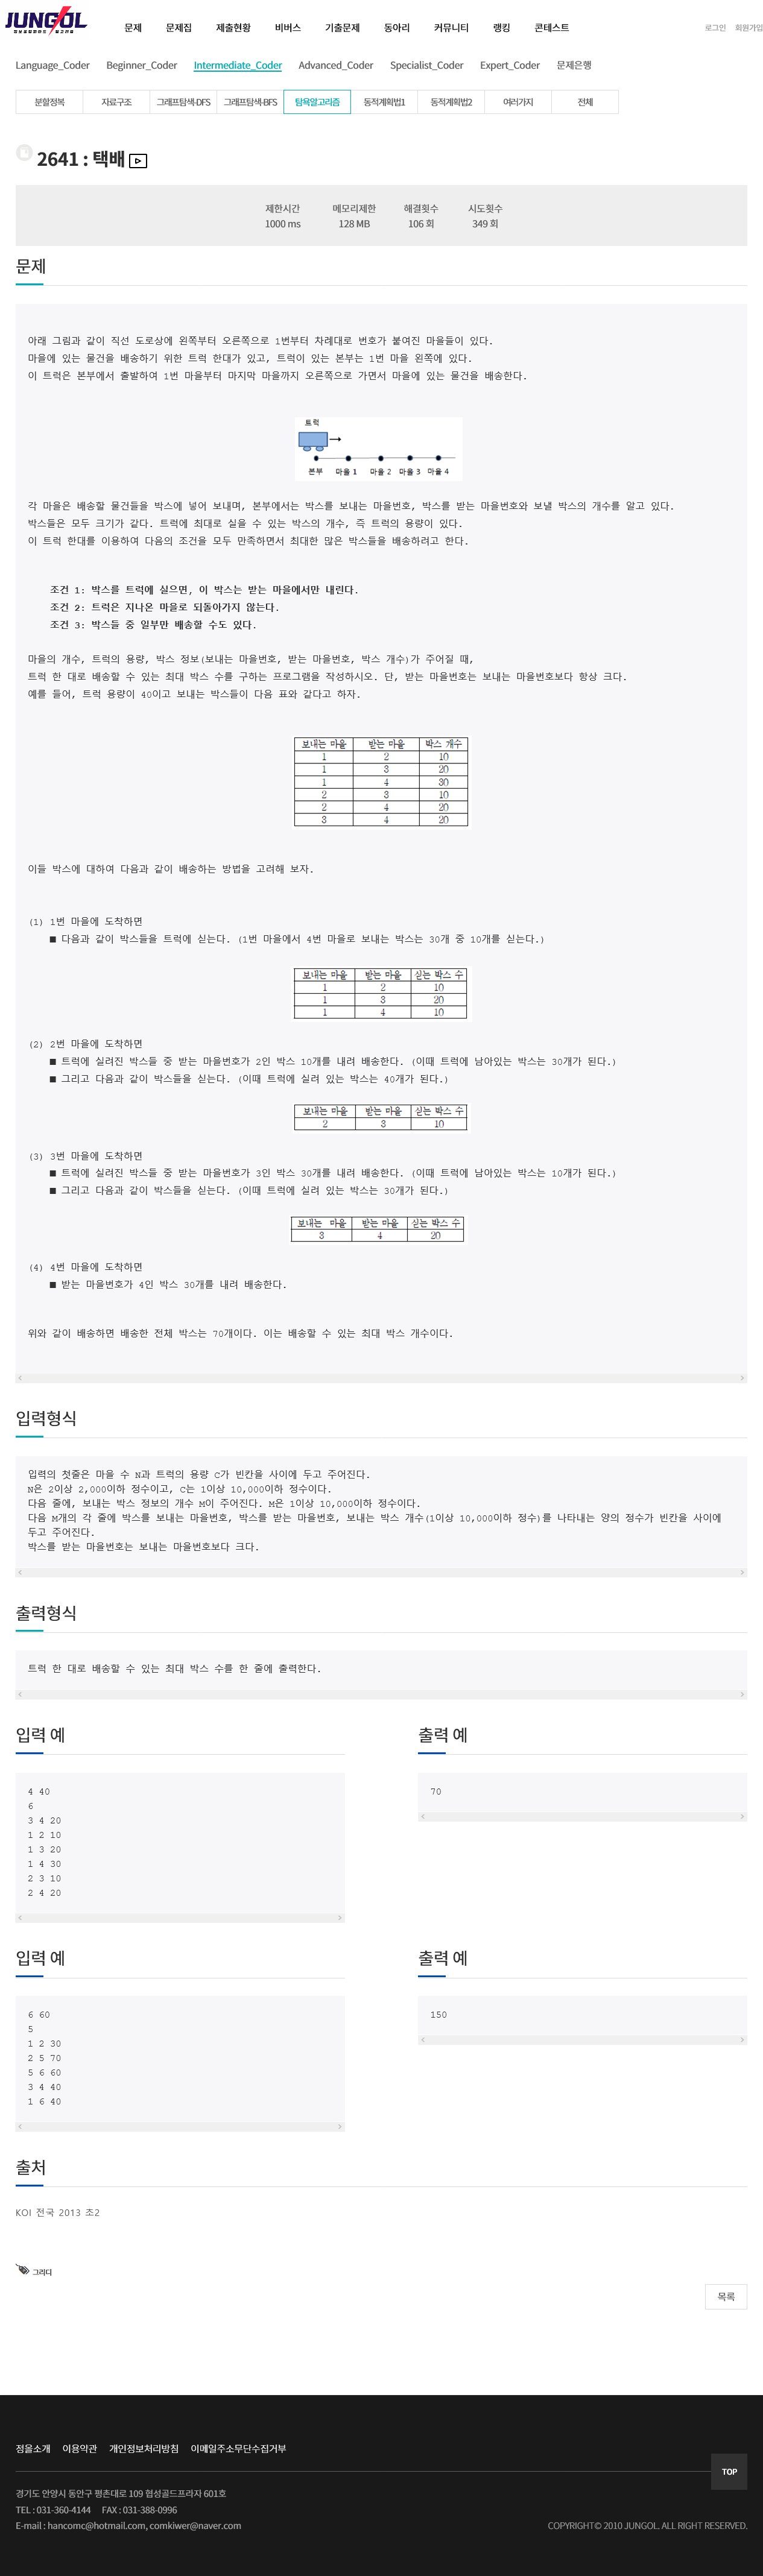 JUNGOL
문제 문제집 제출현황 비버스 기출문제 동아리 커뮤니티 랭킹 콘테스트
로그인 회원가입
Language_Coder Beginner_Coder Intermediate_Coder Advanced_Coder Specialist_Coder Expert_Coder 문제은행
분할정복 자료구조 그래프탐색-DFS 그래프탐색-BFS 탐욕알고리즘 동적계획법1 동적계획법2 여러가지 전체
2641 : 택배
제한시간 메모리제한 해결횟수 시도횟수
1000 ms 128 MB 106 회 349 회
문제
아래 그림과 같이 직선 도로상에 왼쪽부터 오른쪽으로 1번부터 차례대로 번호가 붙여진 마을들이 있다.
마을에 있는 물건을 배송하기 위한 트럭 한대가 있고, 트럭이 있는 본부는 1번 마을 왼쪽에 있다.
이 트럭은 본부에서 출발하여 1번 마을부터 마지막 마을까지 오른쪽으로 가면서 마을에 있는 물건을 배송한다.
트럭
본부 마을 1 마을 2 마을 3 마을 4
각 마을은 배송할 물건들을 박스에 넣어 보내며, 본부에서는 박스를 보내는 마을번호, 박스를 받는 마을번호와 보낼 박스의 개수를 알고 있다.
박스들은 모두 크기가 같다. 트럭에 최대로 실을 수 있는 박스의 개수, 즉 트럭의 용량이 있다.
이 트럭 한대를 이용하여 다음의 조건을 모두 만족하면서 최대한 많은 박스들을 배송하려고 한다.
조건 1: 박스를 트럭에 실으면, 이 박스는 받는 마을에서만 내린다.
조건 2: 트럭은 지나온 마을로 되돌아가지 않는다.
조건 3: 박스들 중 일부만 배송할 수도 있다.
마을의 개수, 트럭의 용량, 박스 정보(보내는 마을번호, 받는 마을번호, 박스 개수)가 주어질 때,
트럭 한 대로 배송할 수 있는 최대 박스 수를 구하는 프로그램을 작성하시오. 단, 받는 마을번호는 보내는 마을번호보다 항상 크다.
예를 들어, 트럭 용량이 40이고 보내는 박스들이 다음 표와 같다고 하자.
보내는 마을 받는 마을 박스 개수
1 2 10
1 3 20
1 4 30
2 3 10
2 4 20
3 4 20
이들 박스에 대하여 다음과 같이 배송하는 방법을 고려해 보자.
(1) 1번 마을에 도착하면
■ 다음과 같이 박스들을 트럭에 싣는다. (1번 마을에서 4번 마을로 보내는 박스는 30개 중 10개를 싣는다.)
보내는 마을 받는 마을 싣는 박스 수
1 2 10
1 3 20
1 4 10
(2) 2번 마을에 도착하면
■ 트럭에 실려진 박스들 중 받는 마을번호가 2인 박스 10개를 내려 배송한다. (이때 트럭에 남아있는 박스는 30개가 된다.)
■ 그리고 다음과 같이 박스들을 싣는다. (이때 트럭에 실려 있는 박스는 40개가 된다.)
보내는 마을 받는 마을 싣는 박스 수
2 3 10
(3) 3번 마을에 도착하면
■ 트럭에 실려진 박스들 중 받는 마을번호가 3인 박스 30개를 내려 배송한다. (이때 트럭에 남아있는 박스는 10개가 된다.)
■ 그리고 다음과 같이 박스들을 싣는다. (이때 트럭에 실려 있는 박스는 30개가 된다.)
보내는 마을 받는 마을 싣는 박스 수
3 4 20
(4) 4번 마을에 도착하면
■ 받는 마을번호가 4인 박스 30개를 내려 배송한다.
위와 같이 배송하면 배송한 전체 박스는 70개이다. 이는 배송할 수 있는 최대 박스 개수이다.
입력형식
입력의 첫줄은 마을 수 N과 트럭의 용량 C가 빈칸을 사이에 두고 주어진다.
N은 2이상 2,000이하 정수이고, C는 1이상 10,000이하 정수이다.
다음 줄에, 보내는 박스 정보의 개수 M이 주어진다. M은 1이상 10,000이하 정수이다.
다음 M개의 각 줄에 박스를 보내는 마을번호, 박스를 받는 마을번호, 보내는 박스 개수(1이상 10,000이하 정수)를 나타내는 양의 정수가 빈칸을 사이에
두고 주어진다.
박스를 받는 마을번호는 보내는 마을번호보다 크다.
출력형식
트럭 한 대로 배송할 수 있는 최대 박스 수를 한 줄에 출력한다.
입력 예
4 40
6
3 4 20
1 2 10
1 3 20
1 4 30
2 3 10
2 4 20
출력 예
70
입력 예
6 60
5
1 2 30
2 5 70
5 6 60
3 4 40
1 6 40
출력 예
150
출처
KOI 전국 2013 초2
그리디
목록
정올소개 이용약관 개인정보처리방침 이메일주소무단수집거부
TOP
경기도 안양시 동안구 평촌대로 109 협성골드프라자 601호
TEL : 031-360-4144 FAX : 031-388-0996
E-mail : hancomc@hotmail.com, comkiwer@naver.com
COPYRIGHT© 2010 JUNGOL. ALL RIGHT RESERVED.